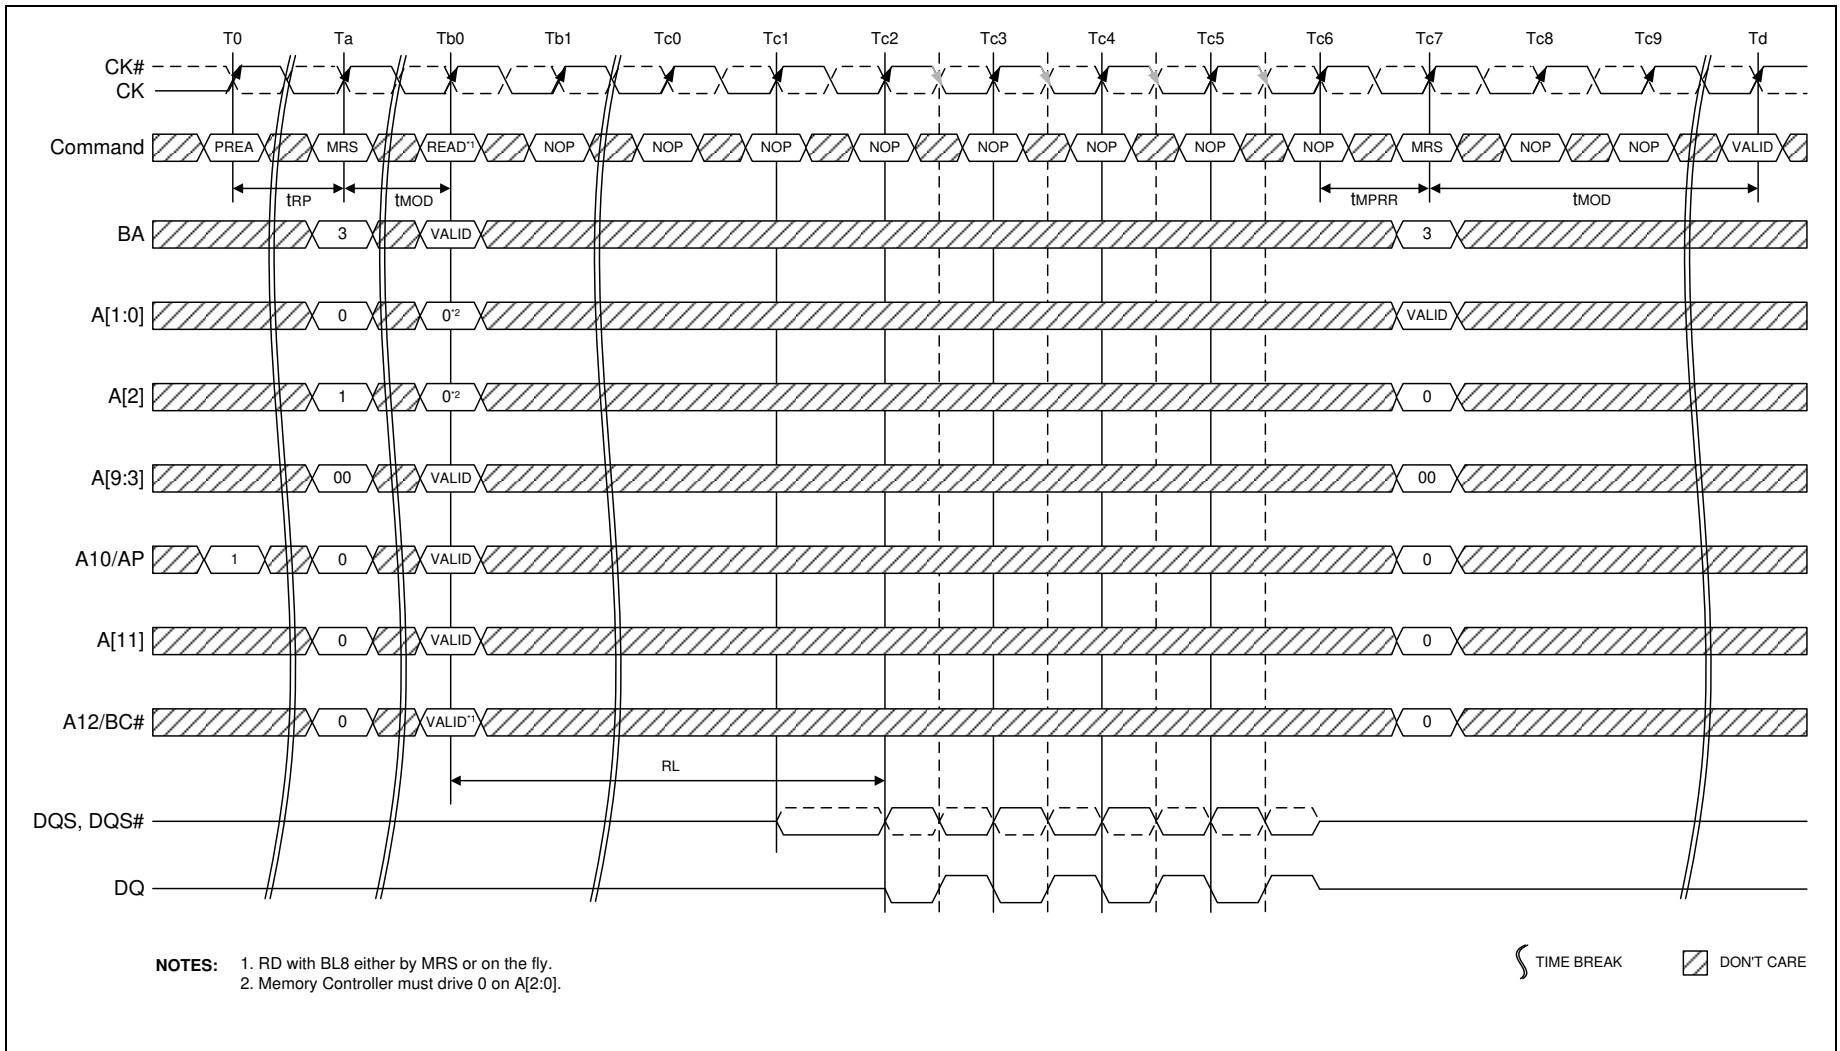 T0 Ta Tb0 Tb1 Tc0 Tc1 Tc2 Tc3 Tc4 Tc5 Tc6 Tc7 Tc8 Tc9 Td
CK#
CK
Command PREA MRS READ*1 NOP NOP NOP NOP NOP NOP NOP NOP MRS NOP NOP VALID
tRP tMOD tMPRR tMOD
BA 3 VALID 3
A[1:0] 0 0*2 VALID
A[2] 1 0*2 0
A[9:3] 00 VALID 00
A10/AP 1 0 VALID 0
A[11] 0 VALID 0
A12/BC# 0 VALID*1 0
RL
DQS, DQS#
DQ
NOTES: 1. RD with BL8 either by MRS or on the fly.
2. Memory Controller must drive 0 on A[2:0].
TIME BREAK DON'T CARE